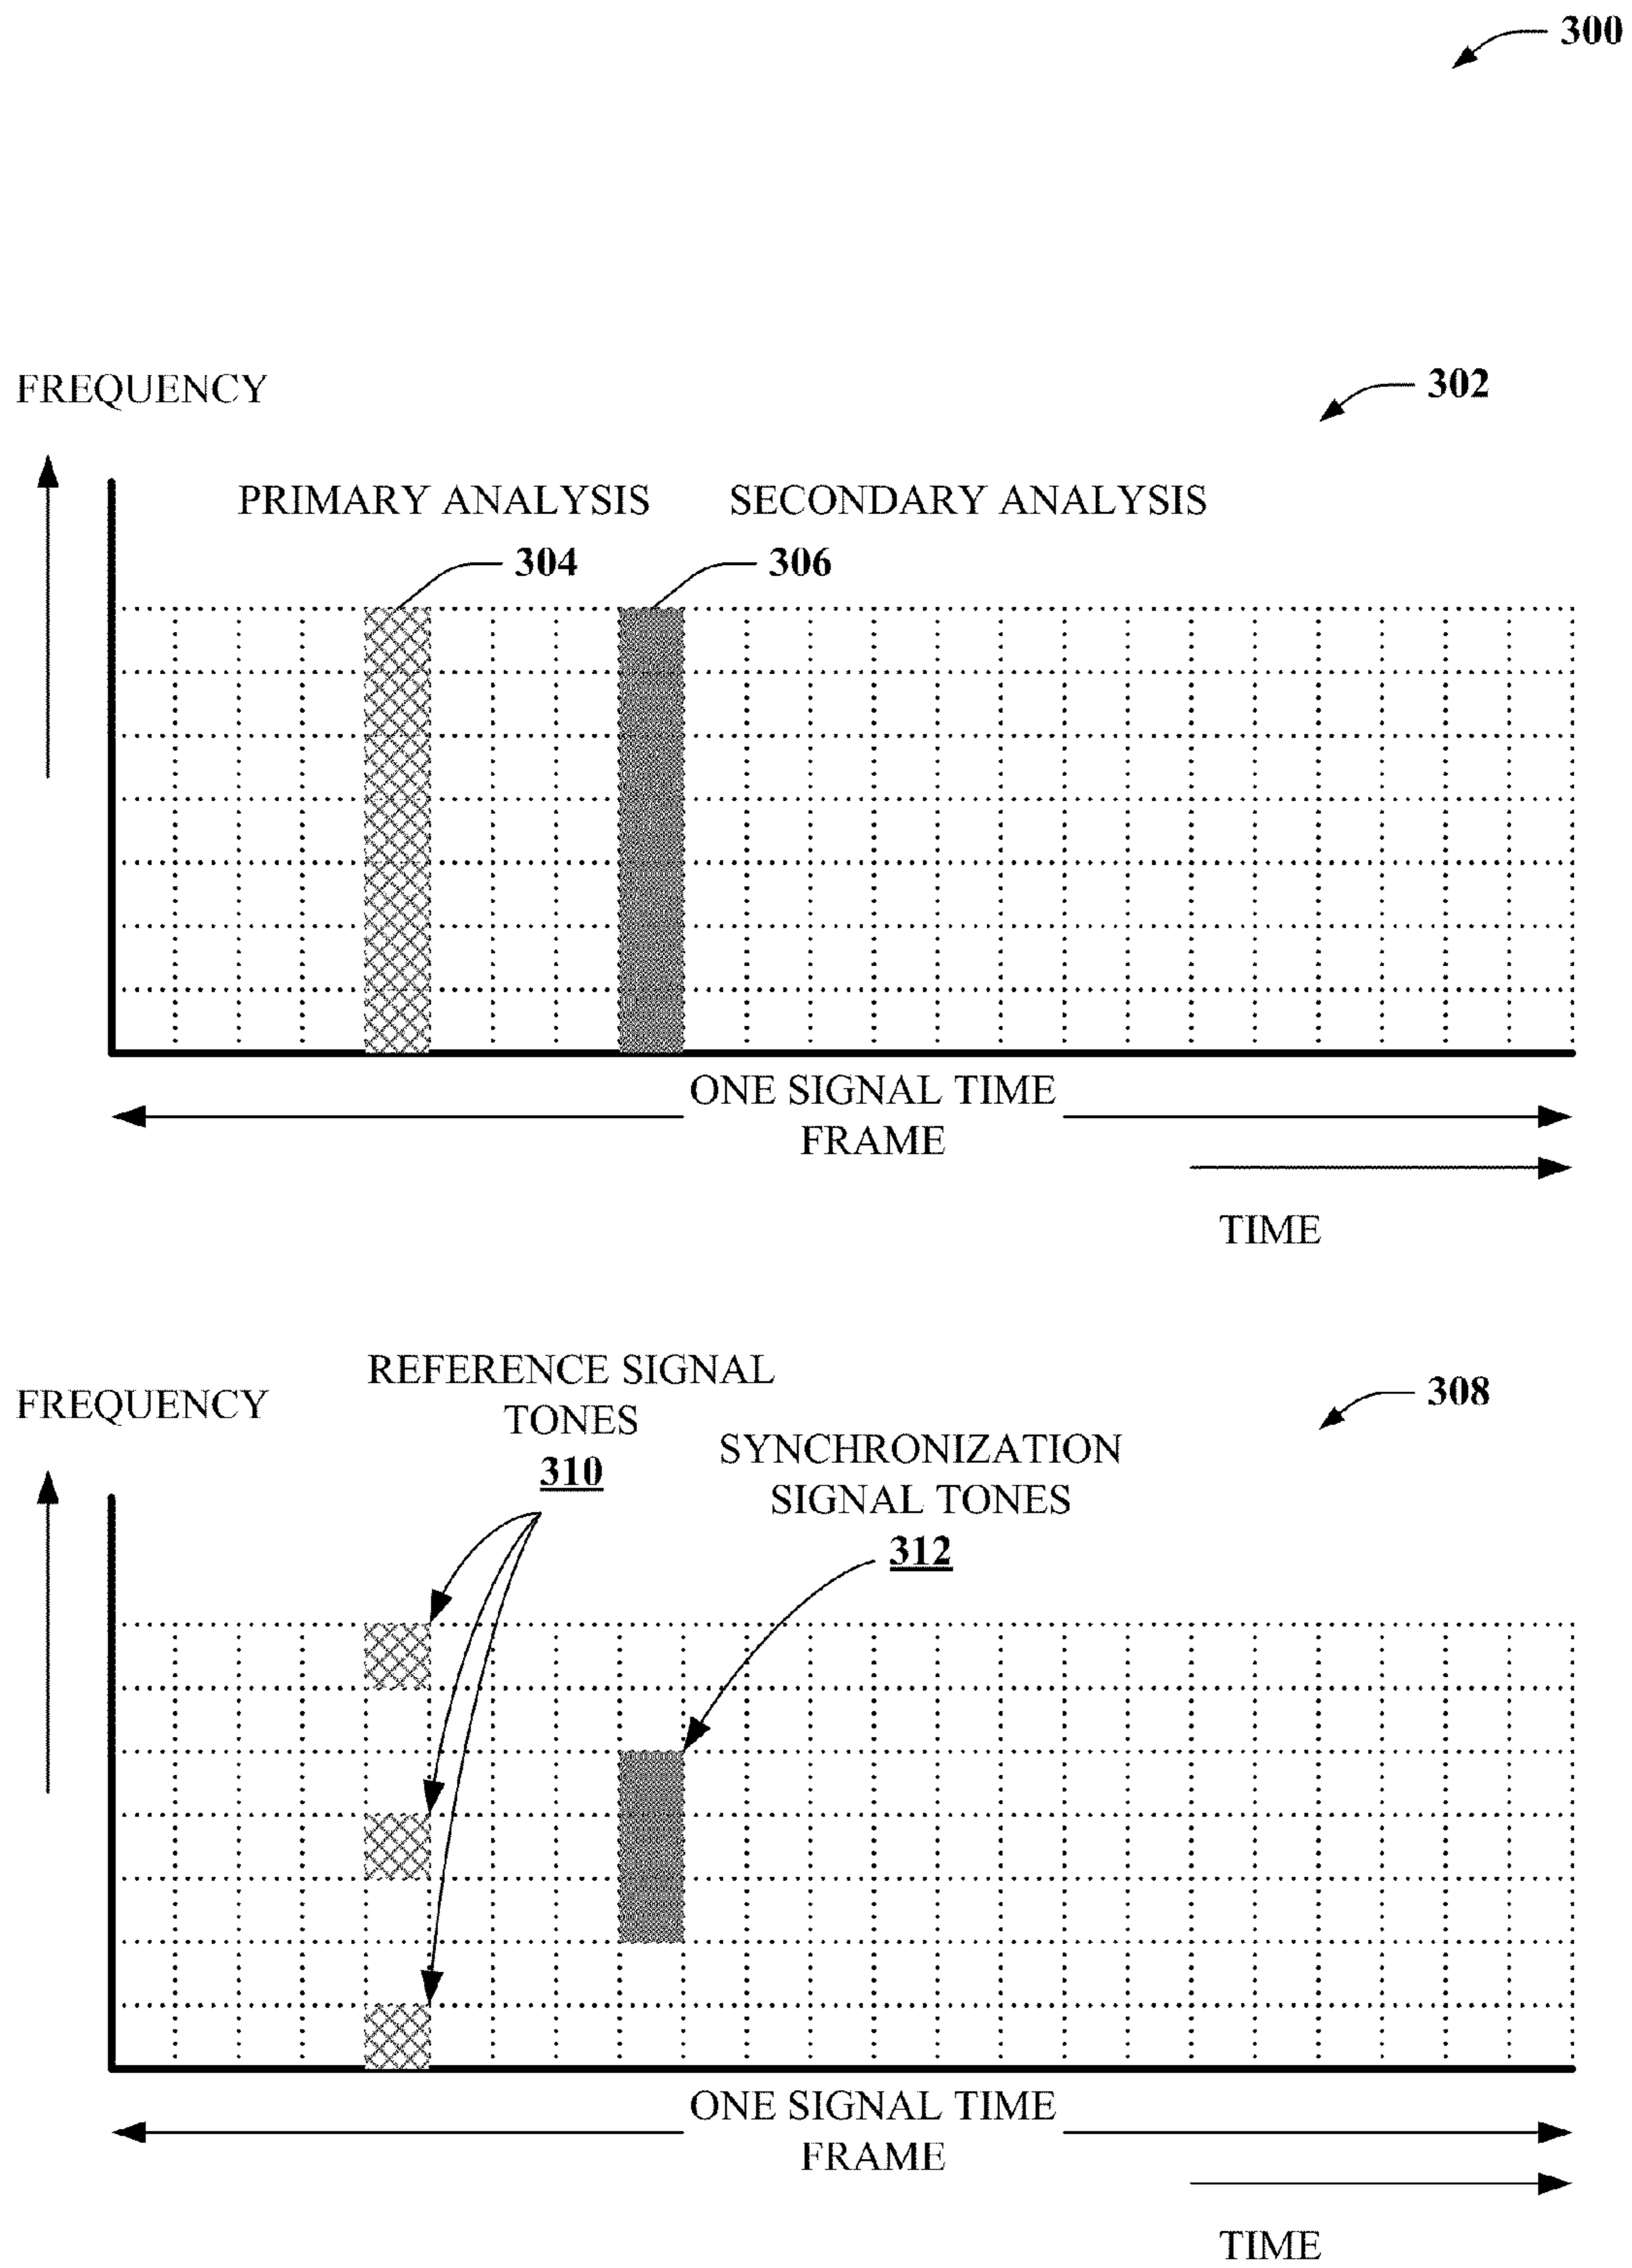 300
FREQUENCY
302
PRIMARY ANALYSIS
304
SECONDARY ANALYSIS
306
ONE SIGNAL TIME
FRAME
TIME
REFERENCE SIGNAL
TONES
310
FREQUENCY
308
SYNCHRONIZATION
SIGNAL TONES
312
ONE SIGNAL TIME
FRAME
TIME